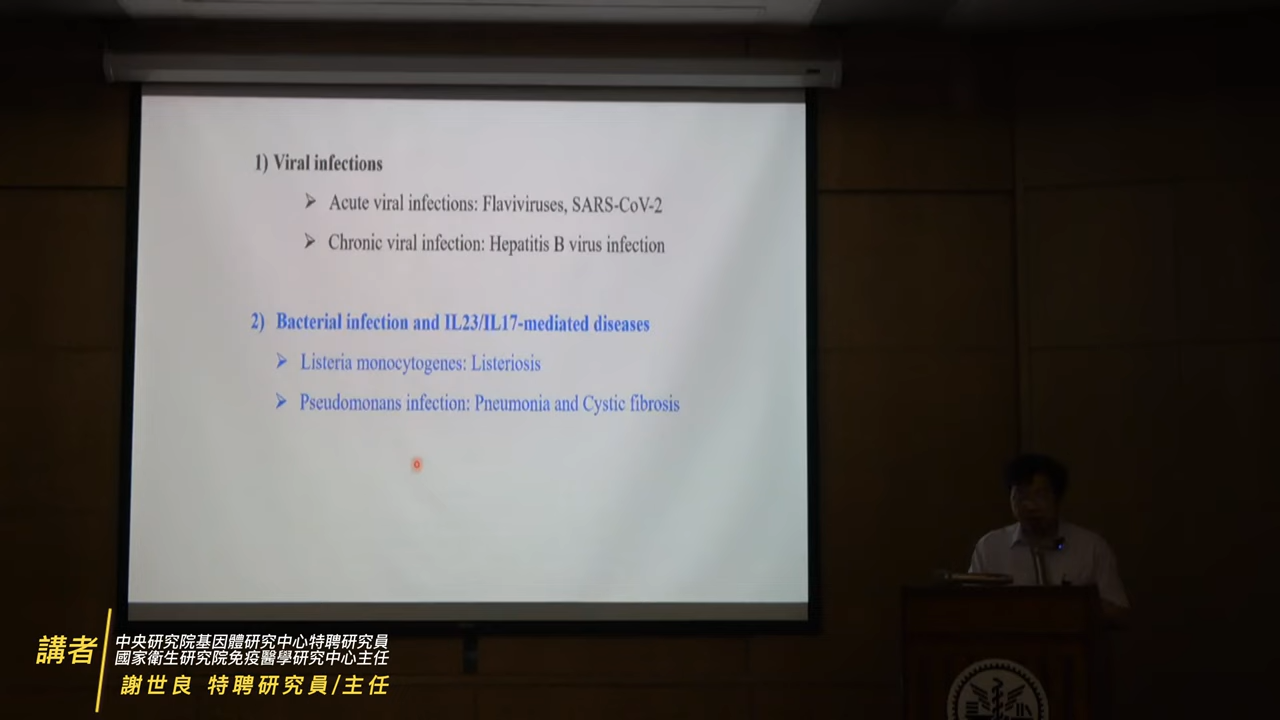 1) Viral infections
➢ Acute viral infections: Flaviviruses, SARS-CoV-2
➢ Chronic viral infection: Hepatitis B virus infection
2) Bacterial infection and IL23/IL17-mediated diseases
➢ Listeria monocytogenes: Listeriosis
➢ Pseudomonans infection: Pneumonia and Cystic fibrosis
講者
中央研究院基因體研究中心特聘研究員
國家衛生研究院免疫醫學研究中心主任
謝世良 特聘研究員/主任